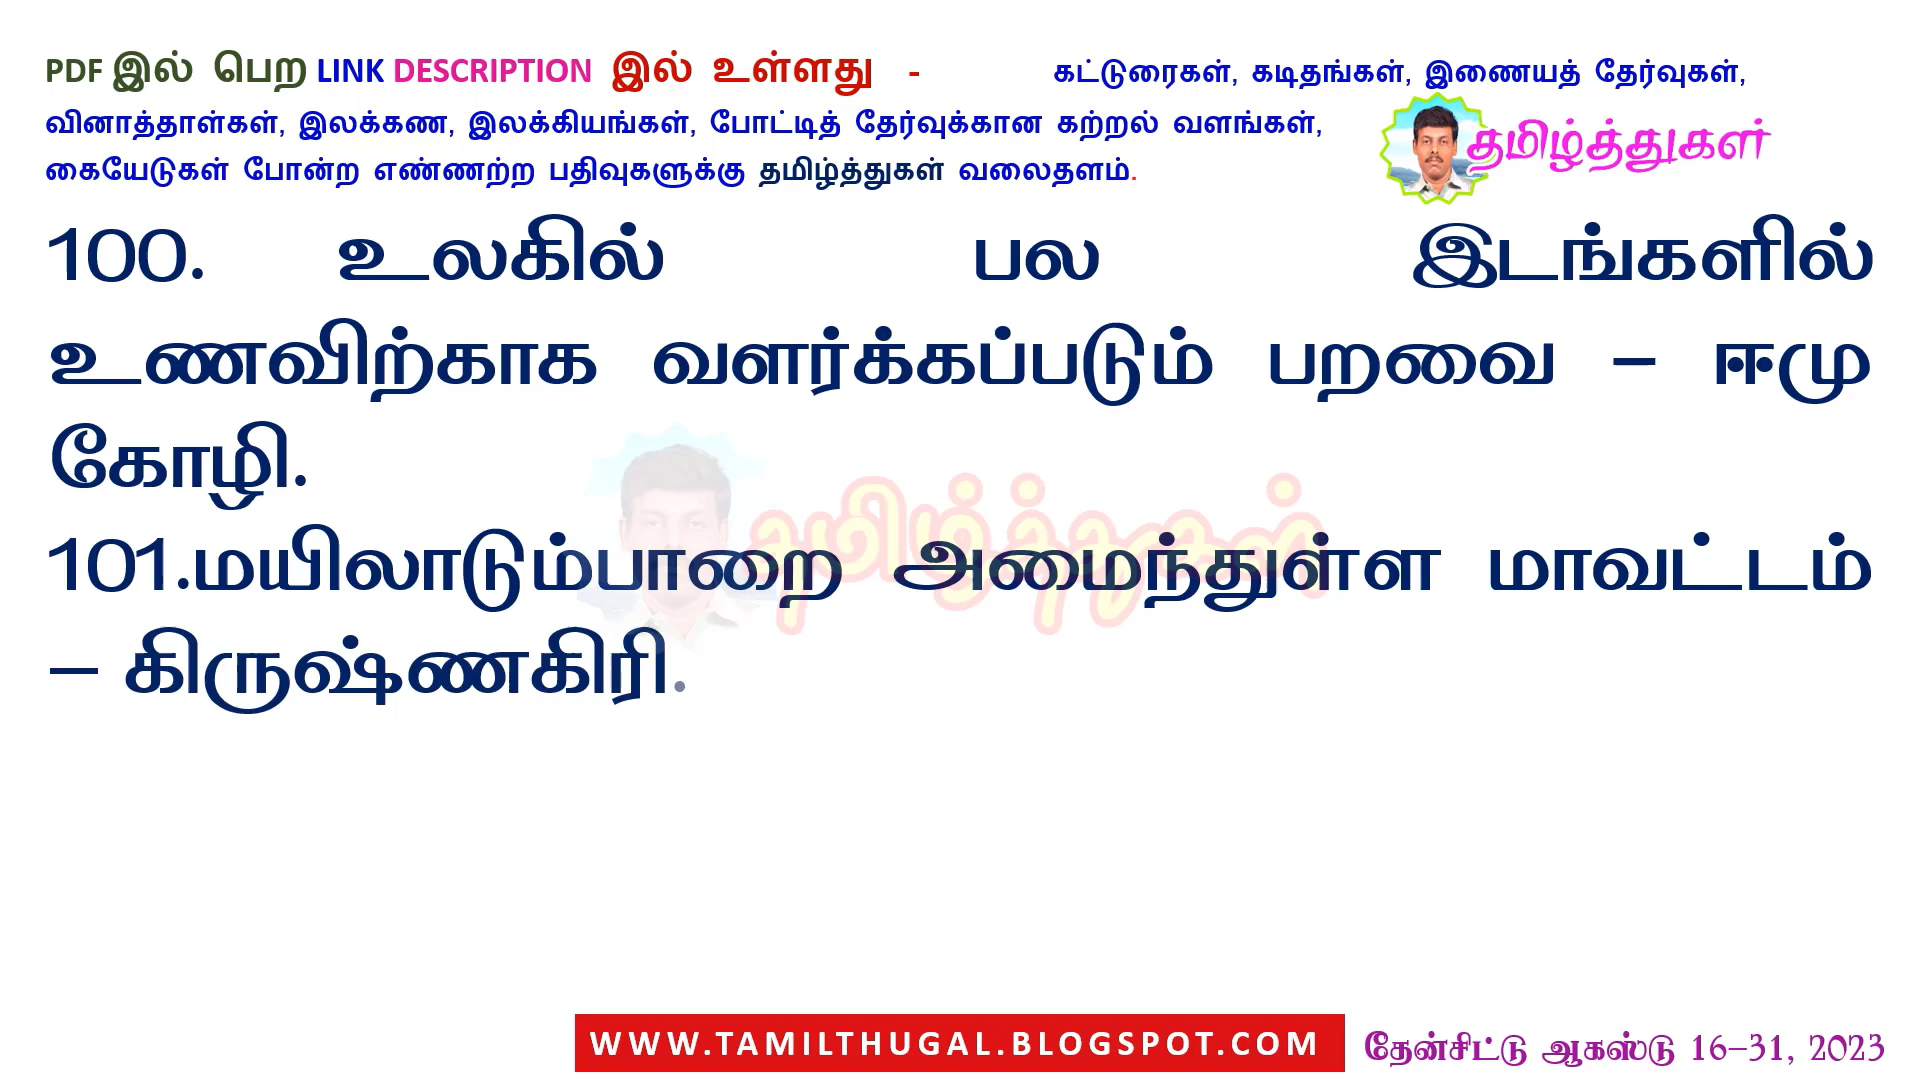 PDF இல் பெற LINK DESCRIPTION இல் உள்ளது - கட்டுரைகள், கடிதங்கள், இணையத் தேர்வுகள்,
வினாத்தாள்கள், இலக்கண, இலக்கியங்கள், போட்டித் தேர்வுக்கான கற்றல் வளங்கள்,
கையேடுகள் போன்ற எண்ணற்ற பதிவுகளுக்கு தமிழ்த்துகள் வலைதளம்.
தமிழ்த்துகள்
100. உலகில் பல இடங்களில்
உணவிற்காக வளர்க்கப்படும் பறவை – ஈமு
கோழி.
தமிழ்த்துகள்
101.மயிலாடும்பாறை அமைந்துள்ள மாவட்டம்
– கிருஷ்ணகிரி.
WWW.TAMILTHUGAL.BLOGSPOT.COM
தேன்சிட்டு ஆகஸ்டு 16–31, 2023